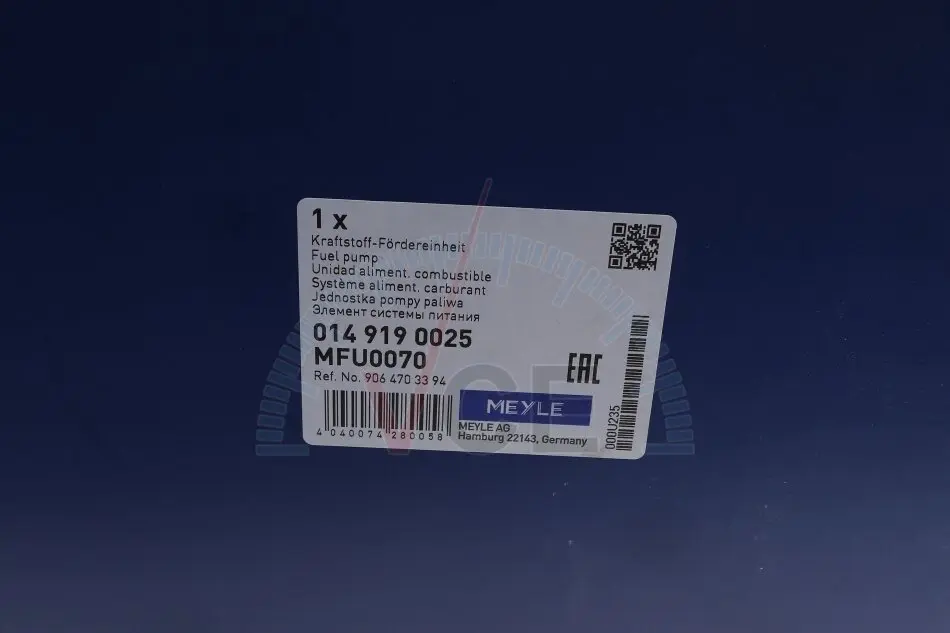 1 x
Kraftstoff-Fördereinheit
Fuel pump
Unidad aliment. combustible
Système aliment. carburant
Jednostka pompy paliwa
Элемент системы питания
014 919 0025
MFU0070
Ref. No. 906 470 33 94
EAC
4 040074 280058
MEYLE
MEYLE AG
Hamburg 22143, Germany
000U235